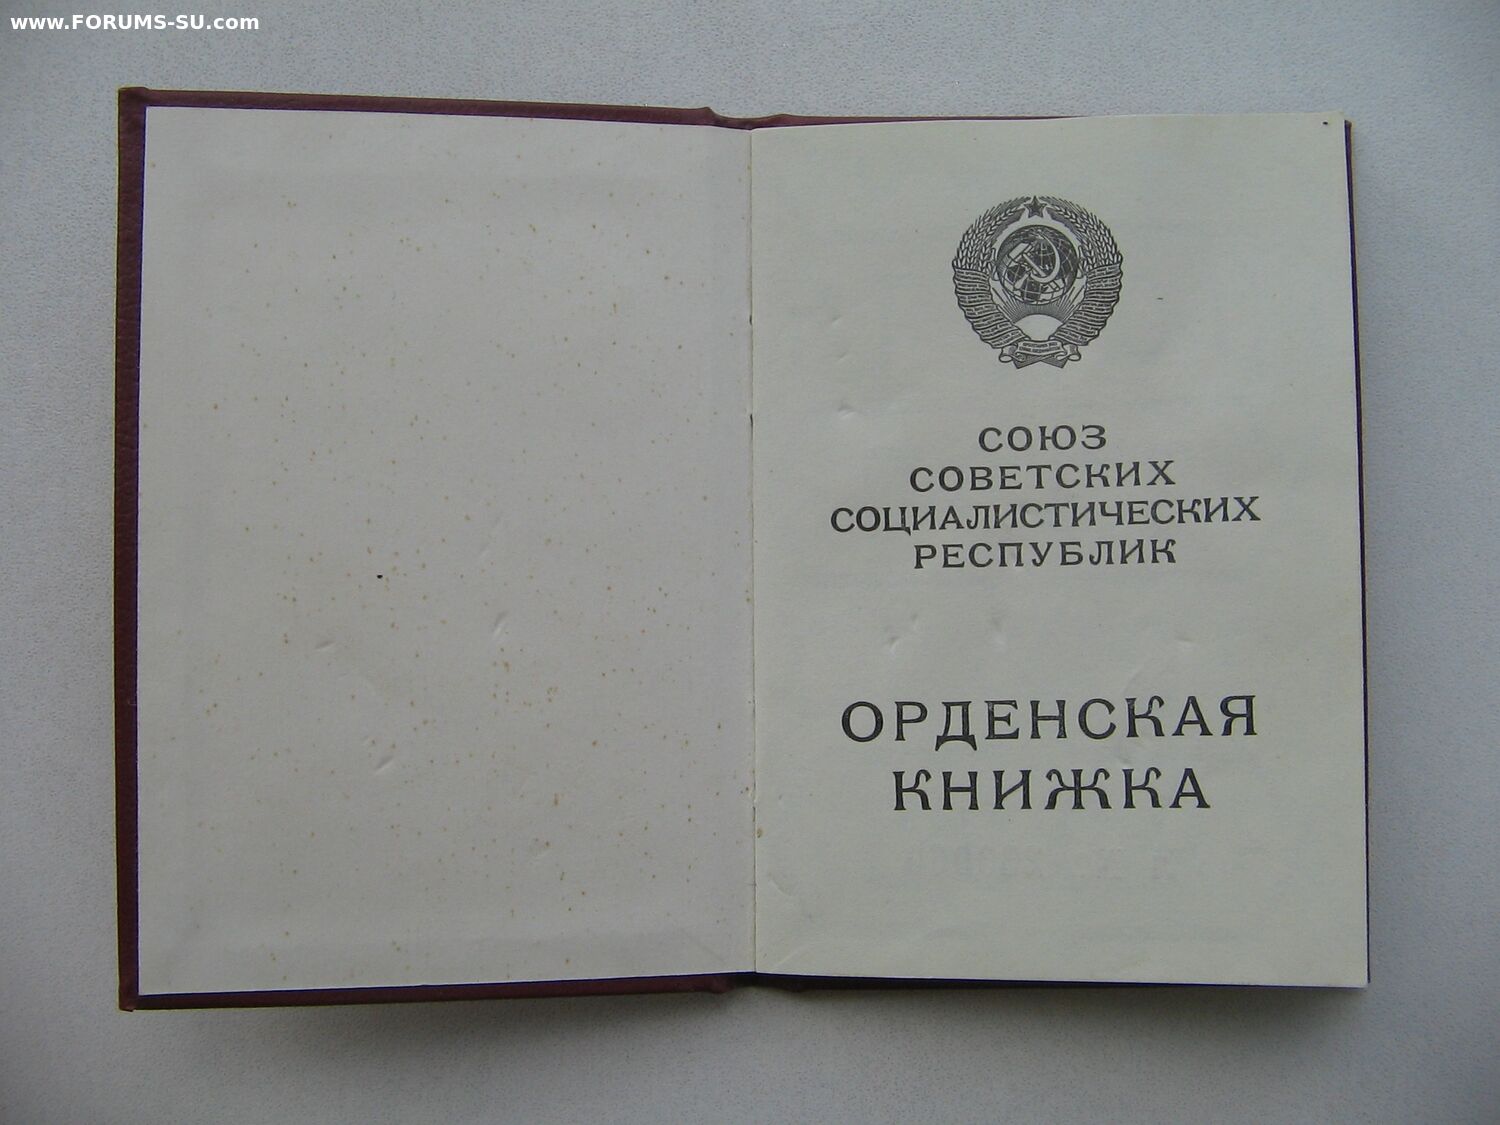 www.FORUMS-SU.com
СОЮЗ
СОВЕТСКИХ
СОЦИАЛИСТИЧЕСКИХ
РЕСПУБЛИК
ОРДЕНСКАЯ
КНИЖКА